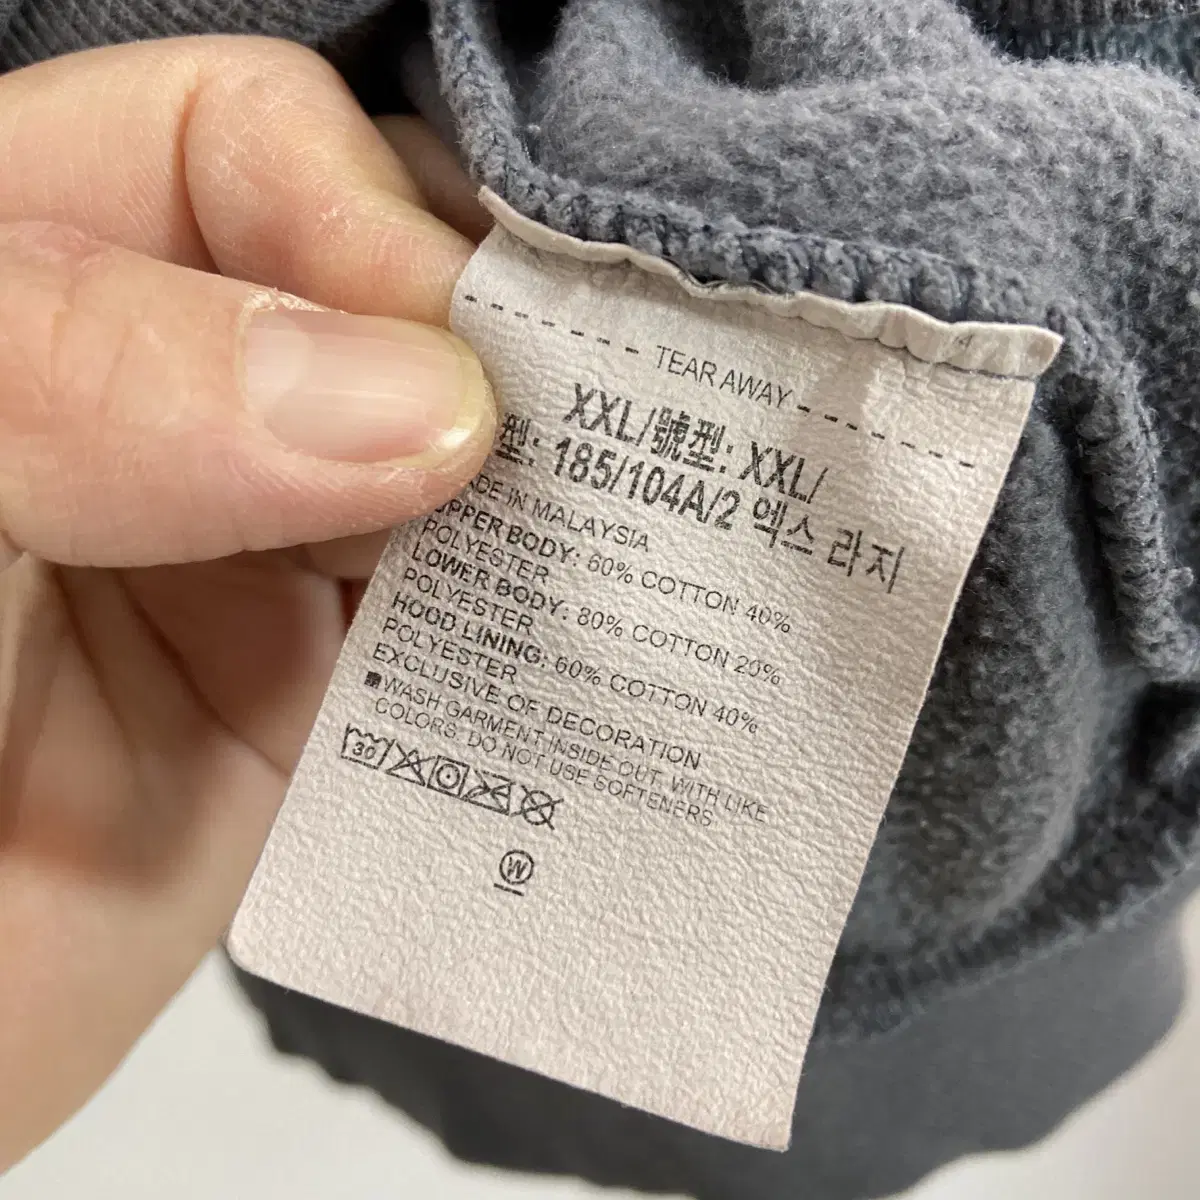 TEAR AWAY
XXL/號型: XXL/
型: 185/104A/2 엑스 라지
MADE IN MALAYSIA
UPPER BODY: 60% COTTON 40%
POLYESTER
LOWER BODY: 80% COTTON 20%
POLYESTER
HOOD LINING: 60% COTTON 40%
POLYESTER
EXCLUSIVE OF DECORATION
WASH GARMENT INSIDE OUT, WITH LIKE
COLORS. DO NOT USE SOFTENERS
30
W